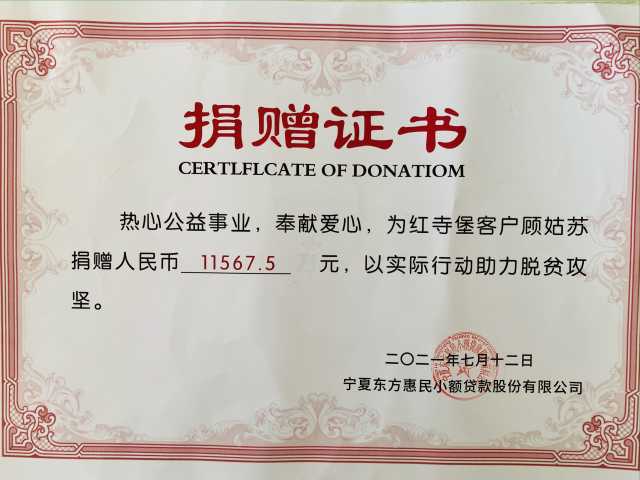 捐赠证书
CERTLFLCATE OF DONATIOM
热心公益事业，奉献爱心，为红寺堡客户顾姑苏
捐赠人民币 11567.5 元，以实际行动助力脱贫攻
坚。
二〇二一年七月十二日
宁夏东方惠民小额贷款股份有限公司